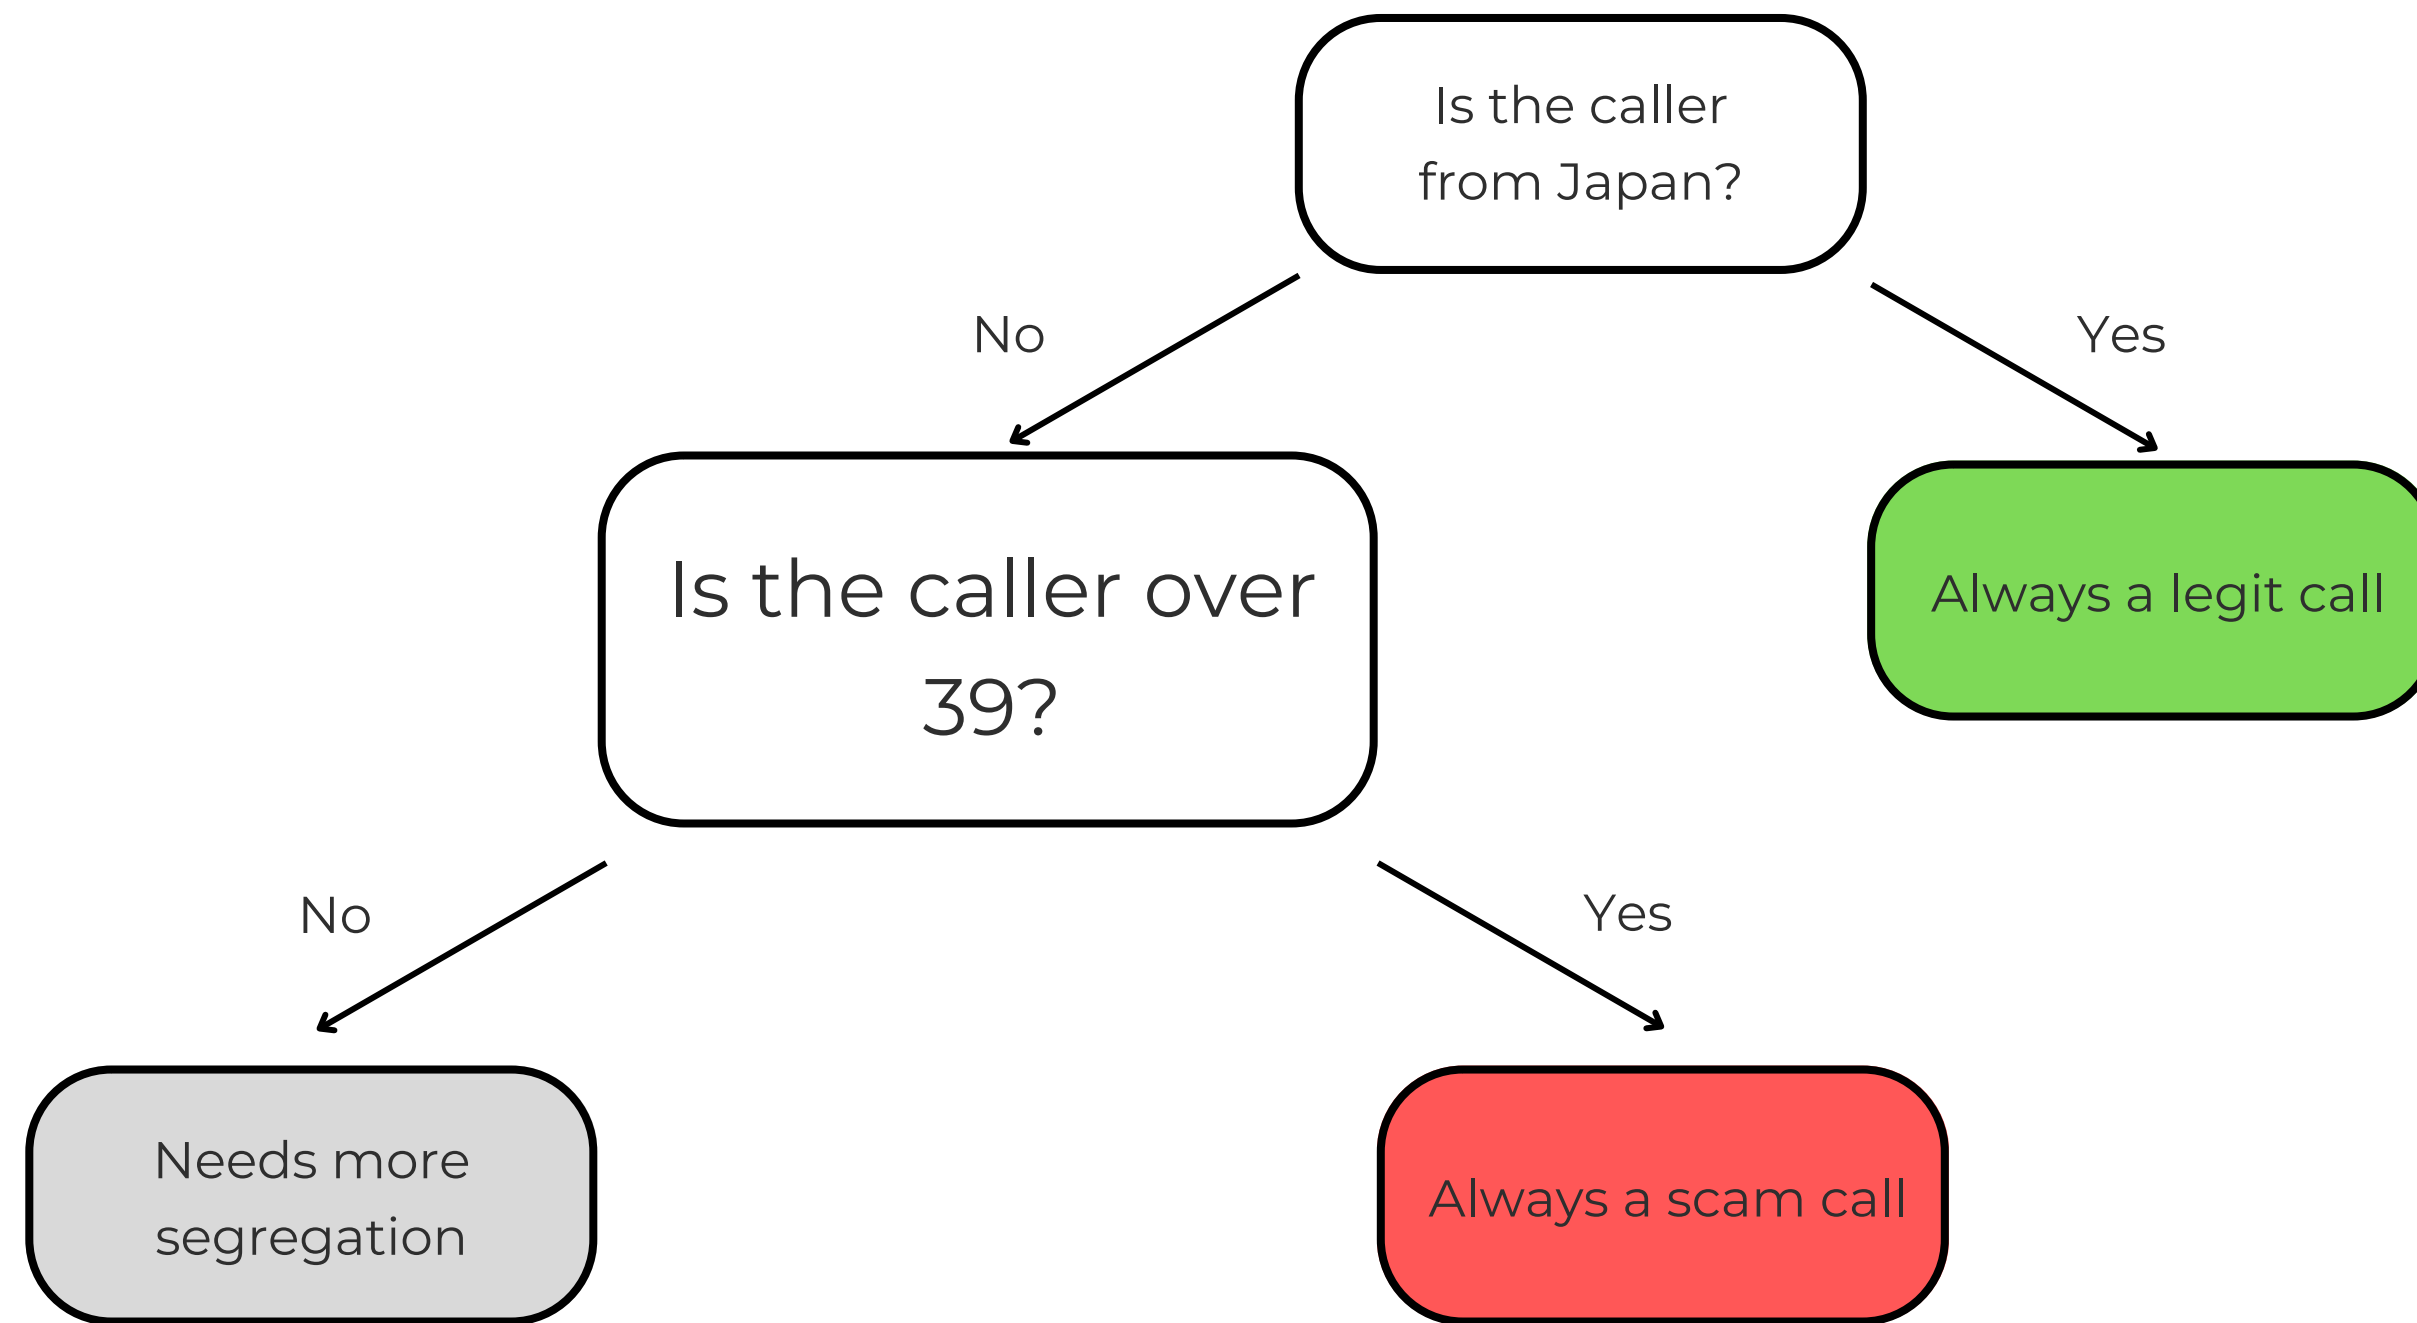 Is the caller
from Japan?
No
Yes
Is the caller over
39?
Always a legit call
No
Yes
Needs more
segregation
Always a scam call